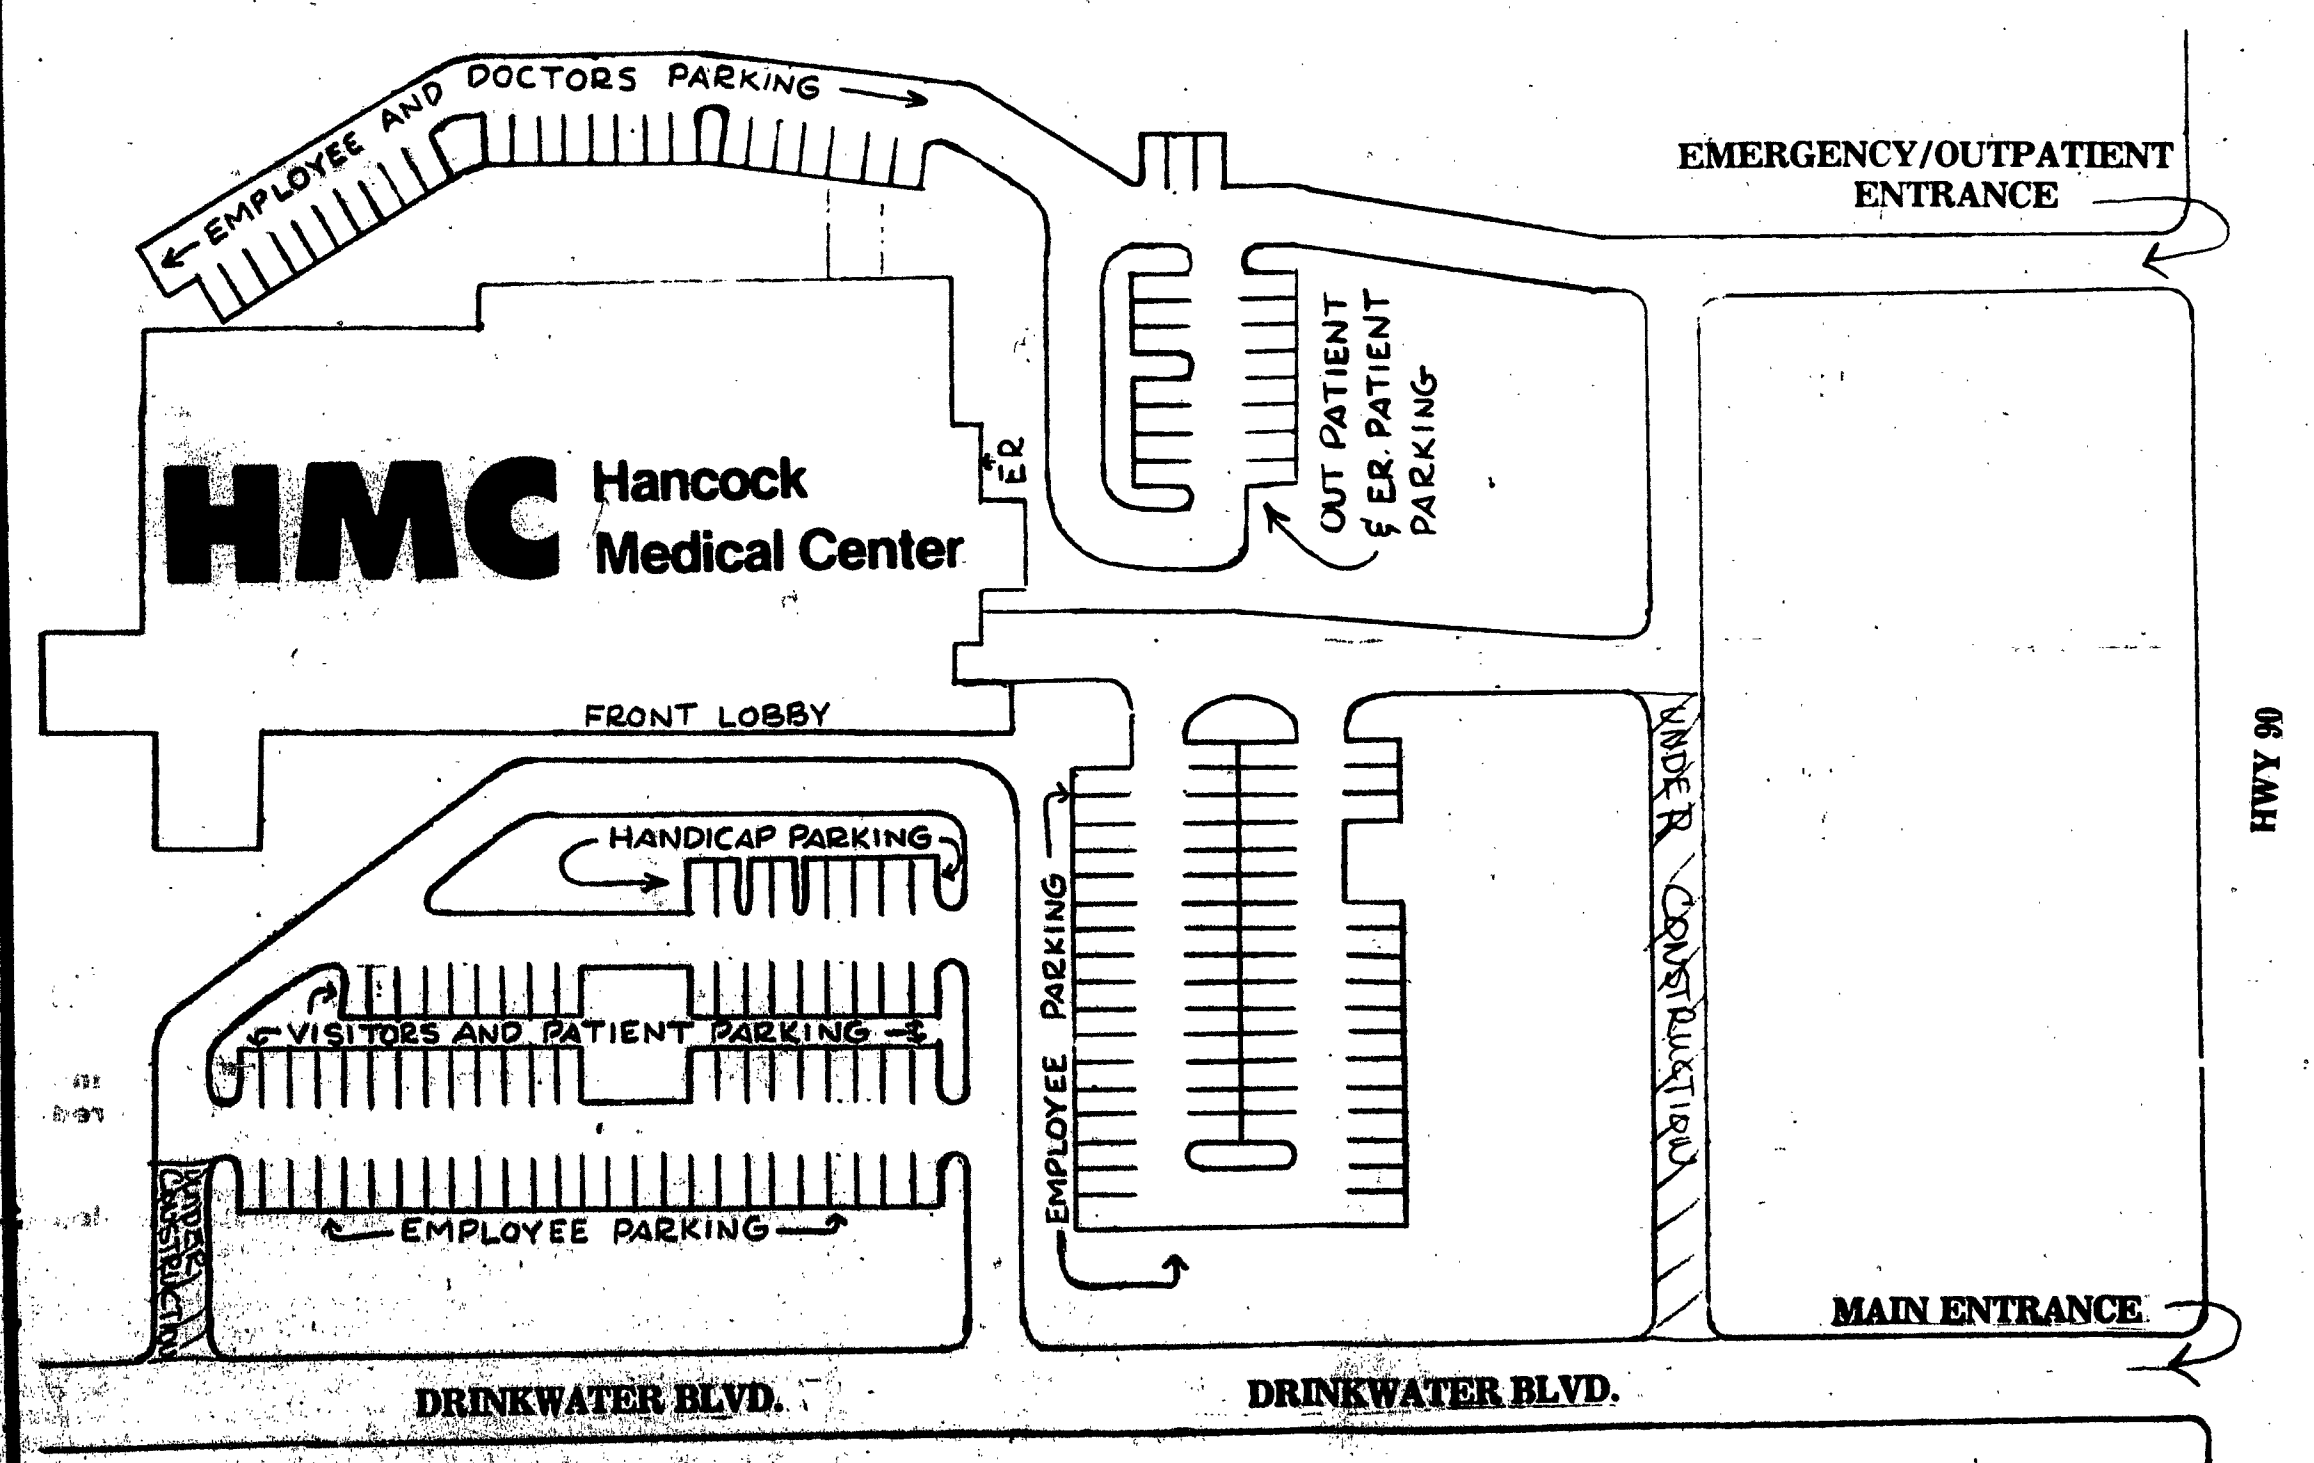 EMPLOYEE AND DOCTORS PARKING
EMERGENCY/OUTPATIENT
ENTRANCE
OUT PATIENT
& ER. PATIENT
PARKING
ER
HMC
Hancock
Medical Center
FRONT LOBBY
HWY 90
UNDER CONSTRUCTION
HANDICAP PARKING
EMPLOYEE PARKING
VISITORS AND PATIENT PARKING
UNDER
CONSTRUCTION
EMPLOYEE PARKING
MAIN ENTRANCE
DRINKWATER BLVD.
DRINKWATER BLVD.